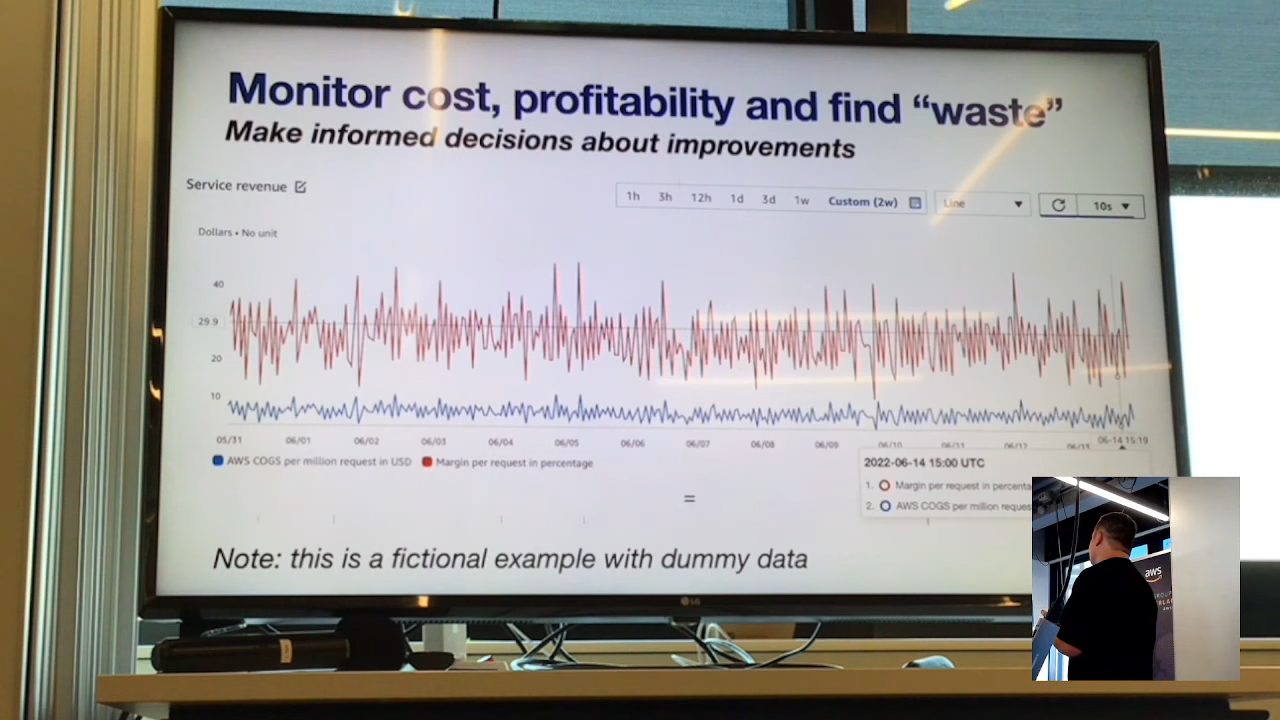 Monitor cost, profitability and find “waste”
Make informed decisions about improvements
Service revenue
1h 3h 12h 1d 3d 1w Custom (2w) Line 10s
Dollars • No unit
40
29.9
20
10
05/31 06/01 06/02 06/03 06/04 06/05 06/06 06/07 06/08 06/09 06/10 06/11 06/12 06/13 06-14 15:19
AWS COGS per million request in USD Margin per request in percentage
2022-06-14 15:00 UTC
1. Margin per request in percenta
2. AWS COGS per million reques
=
Note: this is a fictional example with dummy data
LG
aws